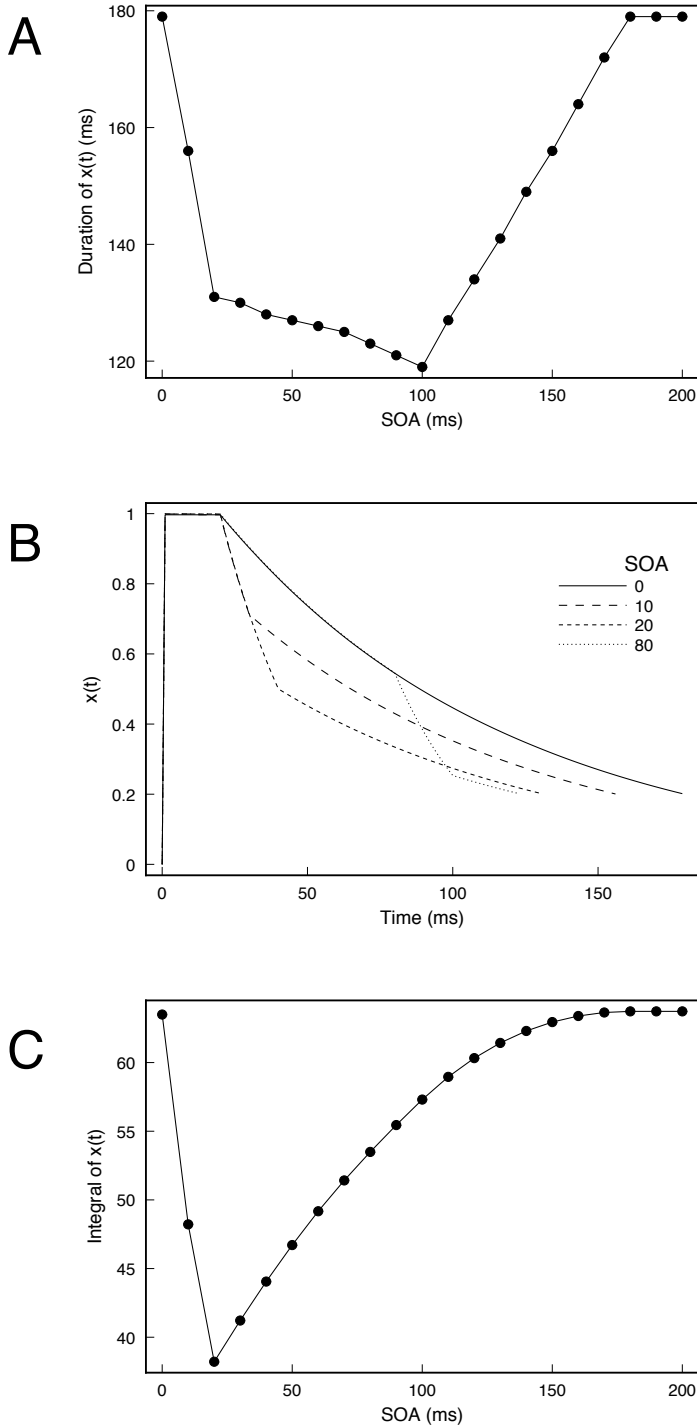 A
180
160
140
120
Duration of x(t) (ms)
0 50 100 150 200
SOA (ms)
B
1
0.8
0.6
0.4
0.2
0
x(t)
SOA
0
10
20
80
0 50 100 150
Time (ms)
C
60
55
50
45
40
Integral of x(t)
0 50 100 150 200
SOA (ms)